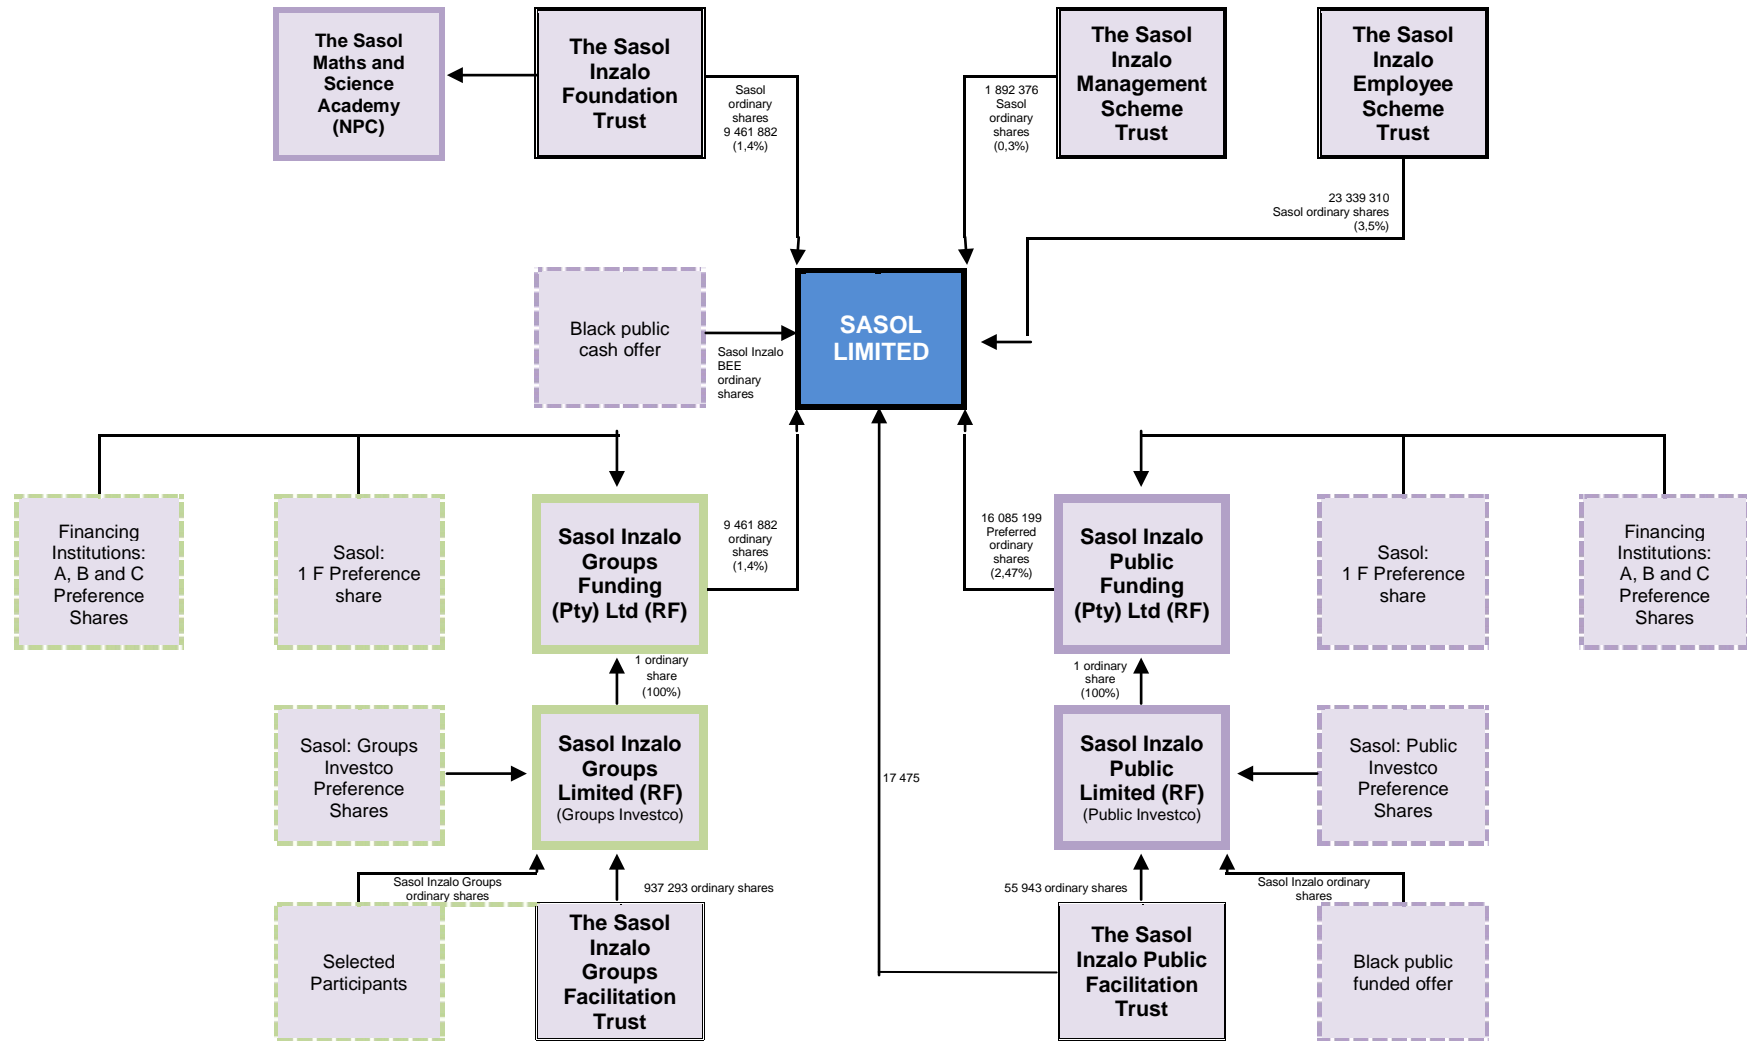 The Sasol
Maths and
Science
Academy
(NPC)
The Sasol
Inzalo
Foundation
Trust
Sasol
ordinary
shares
9 461 882
(1,4%)
1 892 376
Sasol
ordinary
shares
(0,3%)
The Sasol
Inzalo
Management
Scheme
Trust
The Sasol
Inzalo
Employee
Scheme
Trust
23 339 310
Sasol ordinary shares
(3,5%)
Black public
cash offer
Sasol Inzalo
BEE
ordinary
shares
SASOL
LIMITED
Financing
Institutions:
A, B and C
Preference
Shares
Sasol:
1 F Preference
share
Sasol Inzalo
Groups
Funding
(Pty) Ltd (RF)
9 461 882
ordinary
shares
(1,4%)
16 085 199
Preferred
ordinary
shares
(2,47%)
Sasol Inzalo
Public
Funding
(Pty) Ltd (RF)
Sasol:
1 F Preference
share
Financing
Institutions:
A, B and C
Preference
Shares
1 ordinary
share
(100%)
1 ordinary
share
(100%)
Sasol: Groups
Investco
Preference
Shares
Sasol Inzalo
Groups
Limited (RF)
(Groups Investco)
17 475
Sasol Inzalo
Public
Limited (RF)
(Public Investco)
Sasol: Public
Investco
Preference
Shares
Sasol Inzalo Groups
ordinary shares
937 293 ordinary shares
55 943 ordinary shares
Sasol Inzalo ordinary
shares
Selected
Participants
The Sasol
Inzalo
Groups
Facilitation
Trust
The Sasol
Inzalo Public
Facilitation
Trust
Black public
funded offer